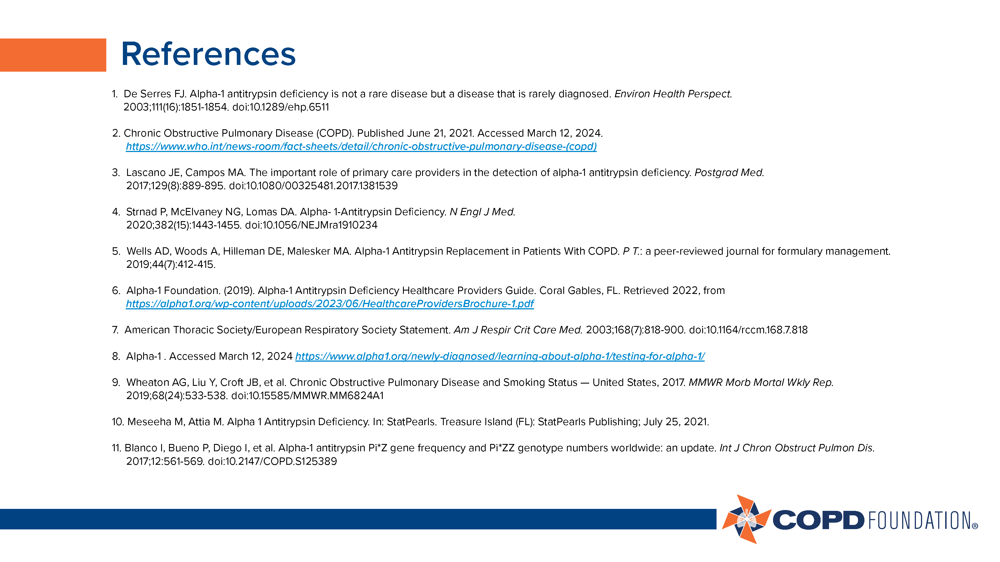 References
1. De Serres FJ. Alpha-1 antitrypsin deficiency is not a rare disease but a disease that is rarely diagnosed. Environ Health Perspect.
2003;111(16):1851-1854. doi:10.1289/ehp.6511
2. Chronic Obstructive Pulmonary Disease (COPD). Published June 21, 2021. Accessed March 12, 2024.
https://www.who.int/news-room/fact-sheets/detail/chronic-obstructive-pulmonary-disease-(copd)
3. Lascano JE, Campos MA. The important role of primary care providers in the detection of alpha-1 antitrypsin deficiency. Postgrad Med.
2017;129(8):889-895. doi:10.1080/00325481.2017.1381539
4. Strnad P, McElvaney NG, Lomas DA. Alpha- 1-Antitrypsin Deficiency. N Engl J Med.
2020;382(15):1443-1455. doi:10.1056/NEJMra1910234
5. Wells AD, Woods A, Hilleman DE, Malesker MA. Alpha-1 Antitrypsin Replacement in Patients With COPD. P T.: a peer-reviewed journal for formulary management.
2019;44(7):412-415.
6. Alpha-1 Foundation. (2019). Alpha-1 Antitrypsin Deficiency Healthcare Providers Guide. Coral Gables, FL. Retrieved 2022, from
https://alpha1.org/wp-content/uploads/2023/06/HealthcareProvidersBrochure-1.pdf
7. American Thoracic Society/European Respiratory Society Statement. Am J Respir Crit Care Med. 2003;168(7):818-900. doi:10.1164/rccm.168.7.818
8. Alpha-1 . Accessed March 12, 2024 https://www.alpha1.org/newly-diagnosed/learning-about-alpha-1/testing-for-alpha-1/
9. Wheaton AG, Liu Y, Croft JB, et al. Chronic Obstructive Pulmonary Disease and Smoking Status — United States, 2017. MMWR Morb Mortal Wkly Rep.
2019;68(24):533-538. doi:10.15585/MMWR.MM6824A1
10. Meseeha M, Attia M. Alpha 1 Antitrypsin Deficiency. In: StatPearls. Treasure Island (FL): StatPearls Publishing; July 25, 2021.
11. Blanco I, Bueno P, Diego I, et al. Alpha-1 antitrypsin Pi*Z gene frequency and Pi*ZZ genotype numbers worldwide: an update. Int J Chron Obstruct Pulmon Dis.
2017;12:561-569. doi:10.2147/COPD.S125389
COPD FOUNDATION®